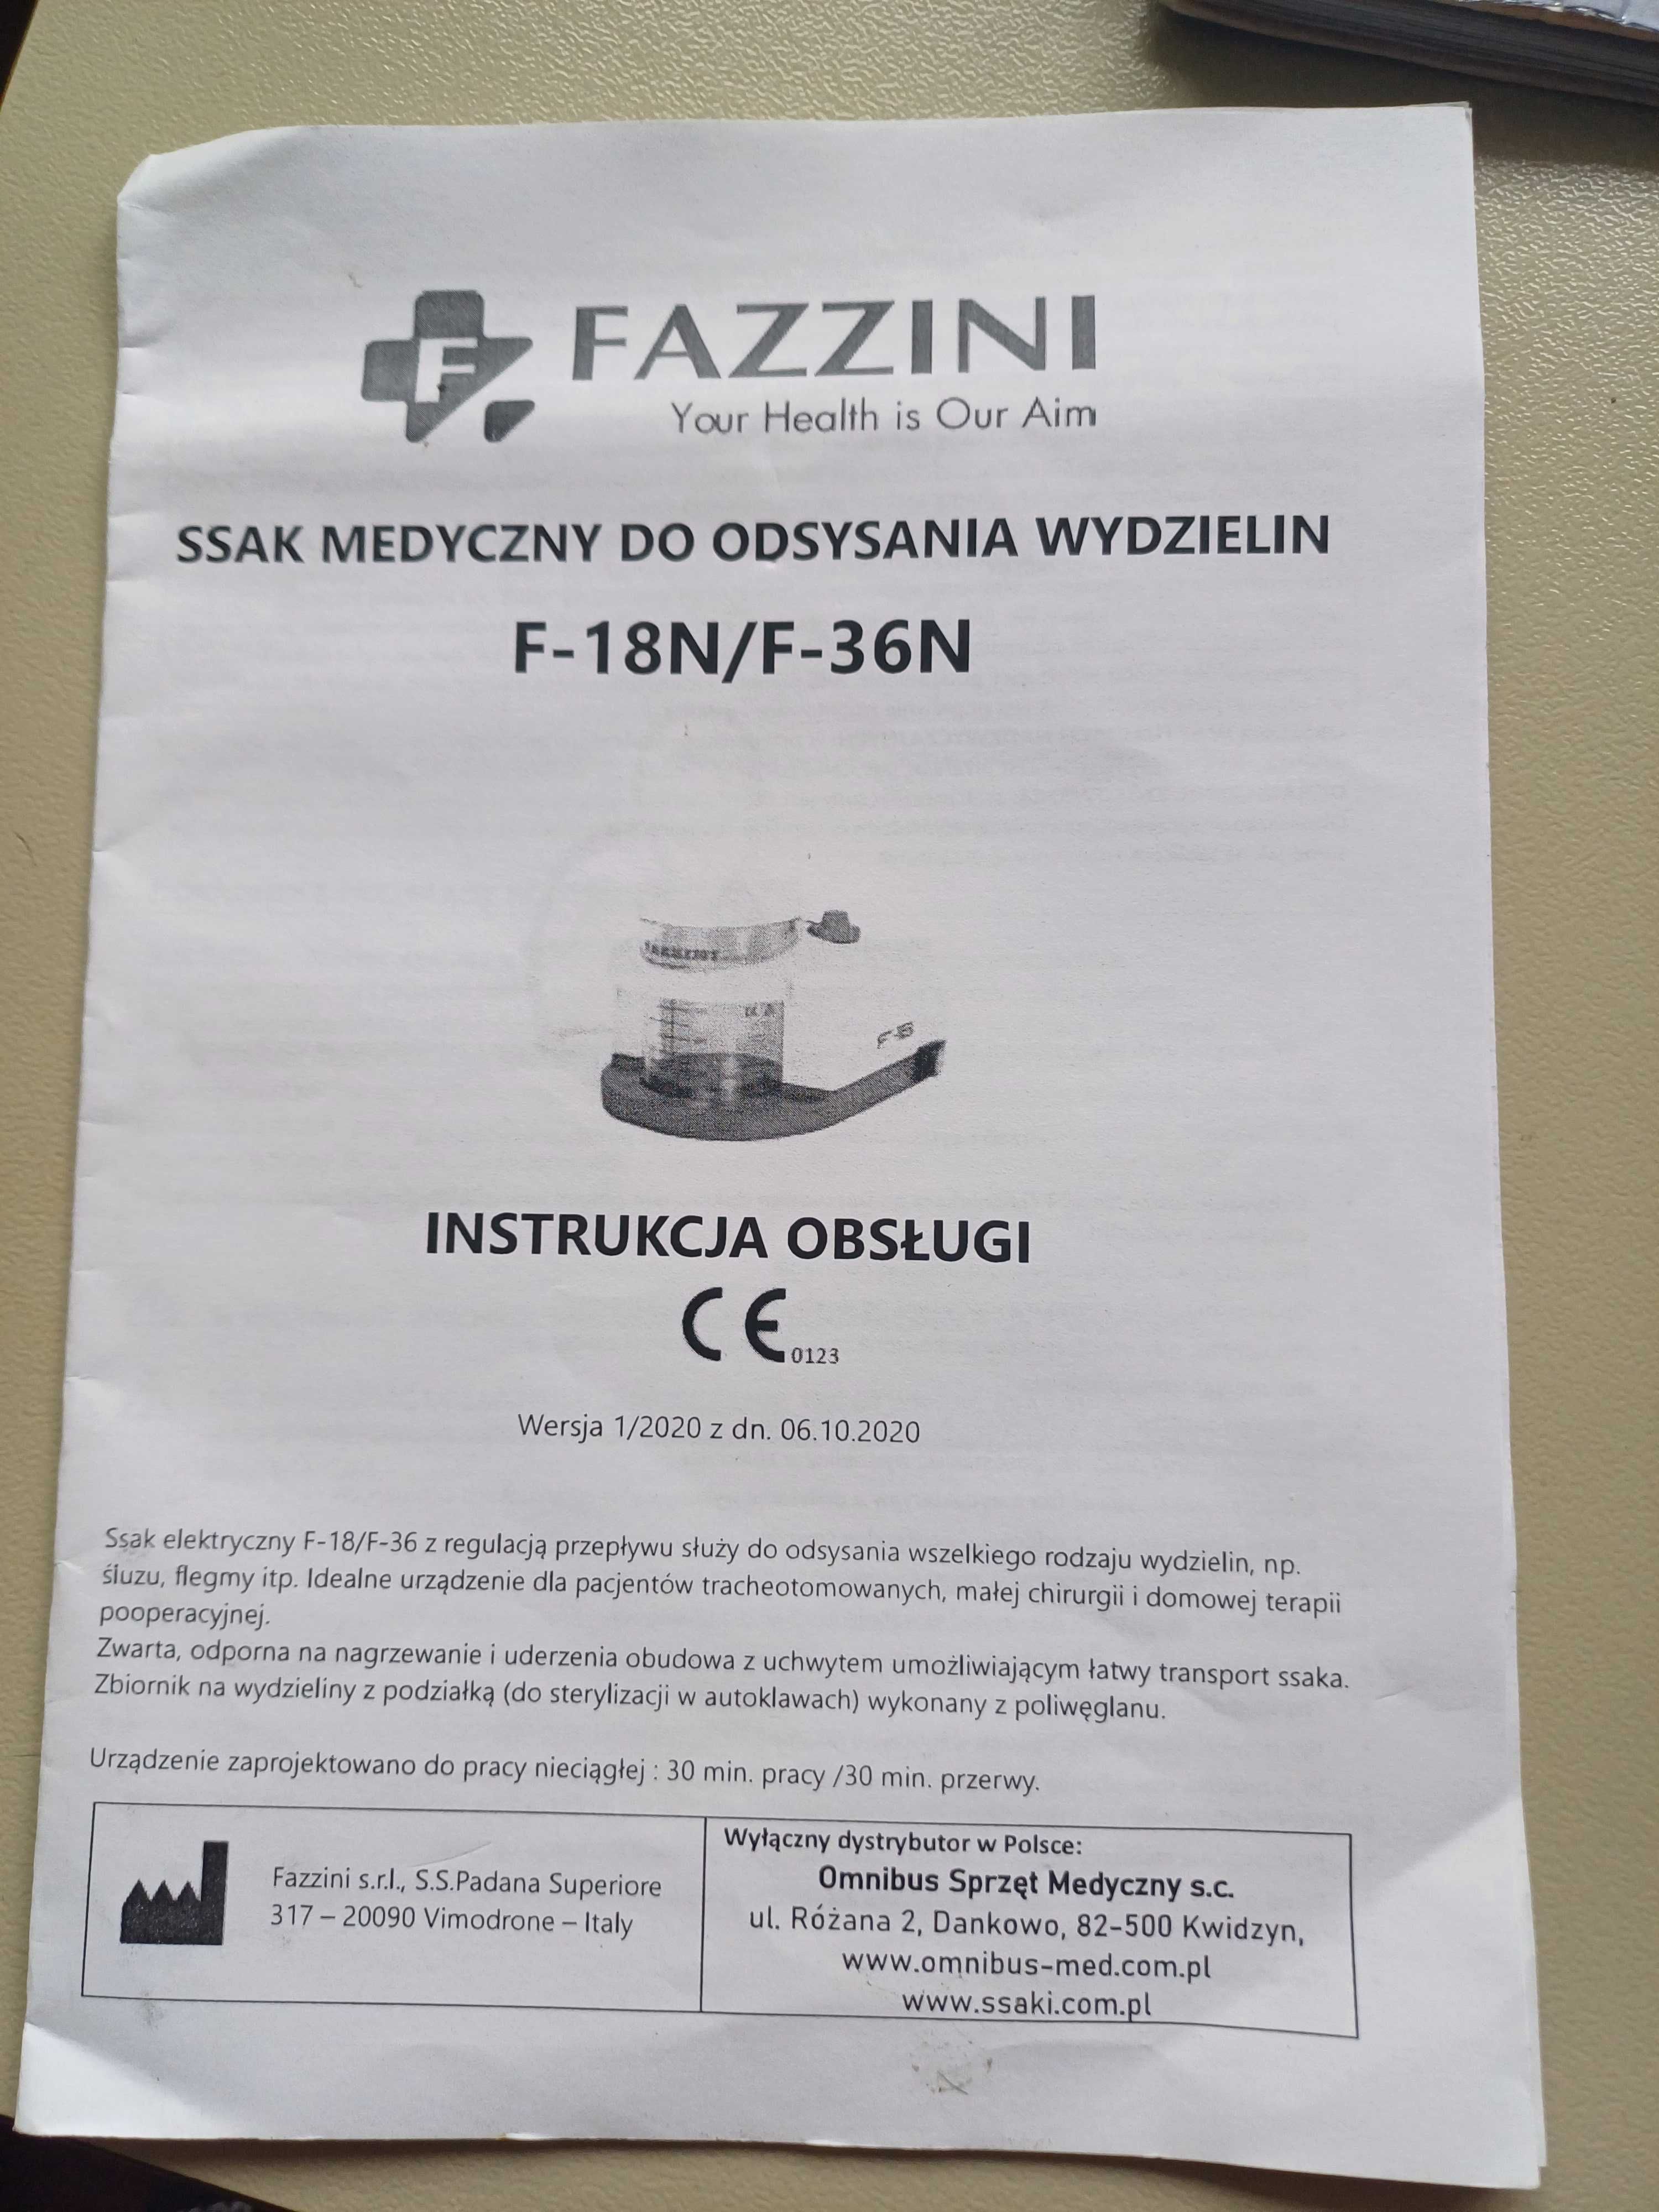 F
FAZZINI
Your Health is Our Aim
SSAK MEDYCZNY DO ODSYSANIA WYDZIELIN
F-18N/F-36N
INSTRUKCJA OBSŁUGI
CE 0123
Wersja 1/2020 z dn. 06.10.2020
Ssak elektryczny F-18/F-36 z regulacją przepływu służy do odsysania wszelkiego rodzaju wydzielin, np.
śluzu, flegmy itp. Idealne urządzenie dla pacjentów tracheotomowanych, małej chirurgii i domowej terapii
pooperacyjnej.
Zwarta, odporna na nagrzewanie i uderzenia obudowa z uchwytem umożliwiającym łatwy transport ssaka.
Zbiornik na wydzieliny z podziałką (do sterylizacji w autoklawach) wykonany z poliwęglanu.
Urządzenie zaprojektowano do pracy nieciągłej : 30 min. pracy /30 min. przerwy.
Fazzini s.r.l., S.S.Padana Superiore
317 – 20090 Vimodrone – Italy
Wyłączny dystrybutor w Polsce:
Omnibus Sprzęt Medyczny s.c.
ul. Różana 2, Dankowo, 82-500 Kwidzyn,
www.omnibus-med.com.pl
www.ssaki.com.pl